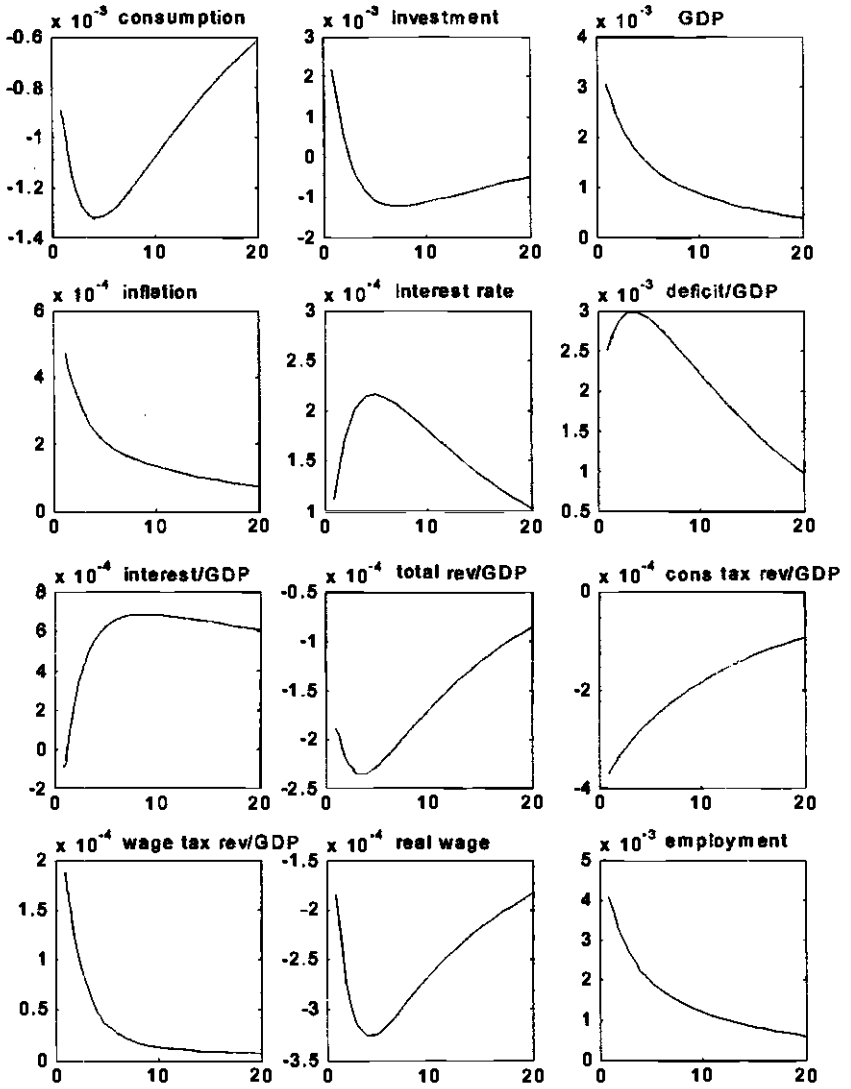 x 10⁻³ consumption
-0.6
-0.8
-1
-1.2
-1.4
0 10 20
x 10⁻³ investment
3
2
1
0
-1
-2
0 10 20
x 10⁻³ GDP
4
3
2
1
0
0 10 20
x 10⁻⁴ inflation
6
4
2
0
0 10 20
x 10⁻⁴ interest rate
3
2.5
2
1.5
1
0 10 20
x 10⁻³ deficit/GDP
3
2.5
2
1.5
1
0.5
0 10 20
x 10⁻⁴ interest/GDP
8
6
4
2
0
-2
0 10 20
x 10⁻⁴ total rev/GDP
-0.5
-1
-1.5
-2
-2.5
0 10 20
x 10⁻⁴ cons tax rev/GDP
0
-2
-4
0 10 20
x 10⁻⁴ wage tax rev/GDP
2
1.5
1
0.5
0
0 10 20
x 10⁻⁴ real wage
-1.5
-2
-2.5
-3
-3.5
0 10 20
x 10⁻³ employment
5
4
3
2
1
0
0 10 20